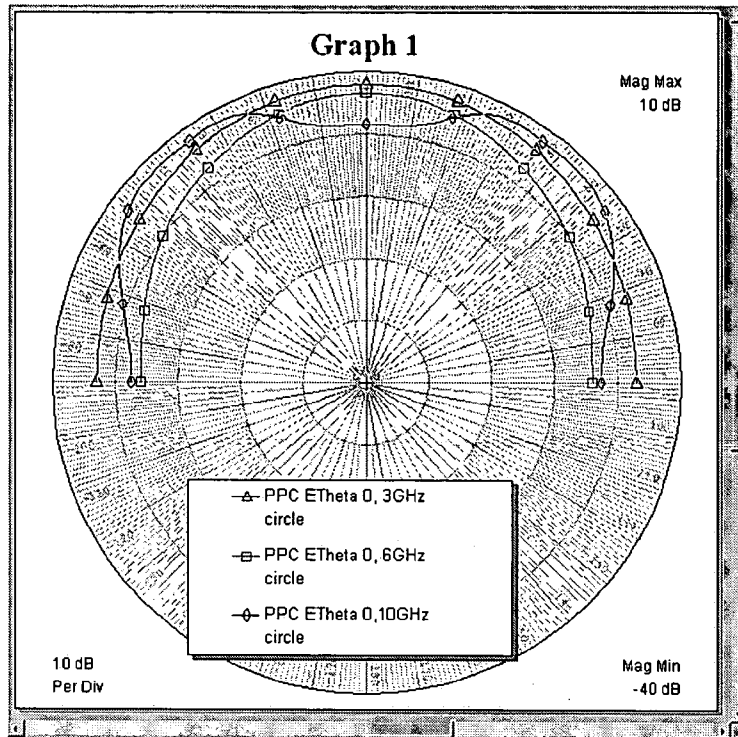 Graph 1
Mag Max
10 dB
PPC ETheta 0, 3GHz
circle
PPC ETheta 0, 6GHz
circle
PPC ETheta 0,10GHz
circle
10 dB
Per Div
Mag Min
-40 dB